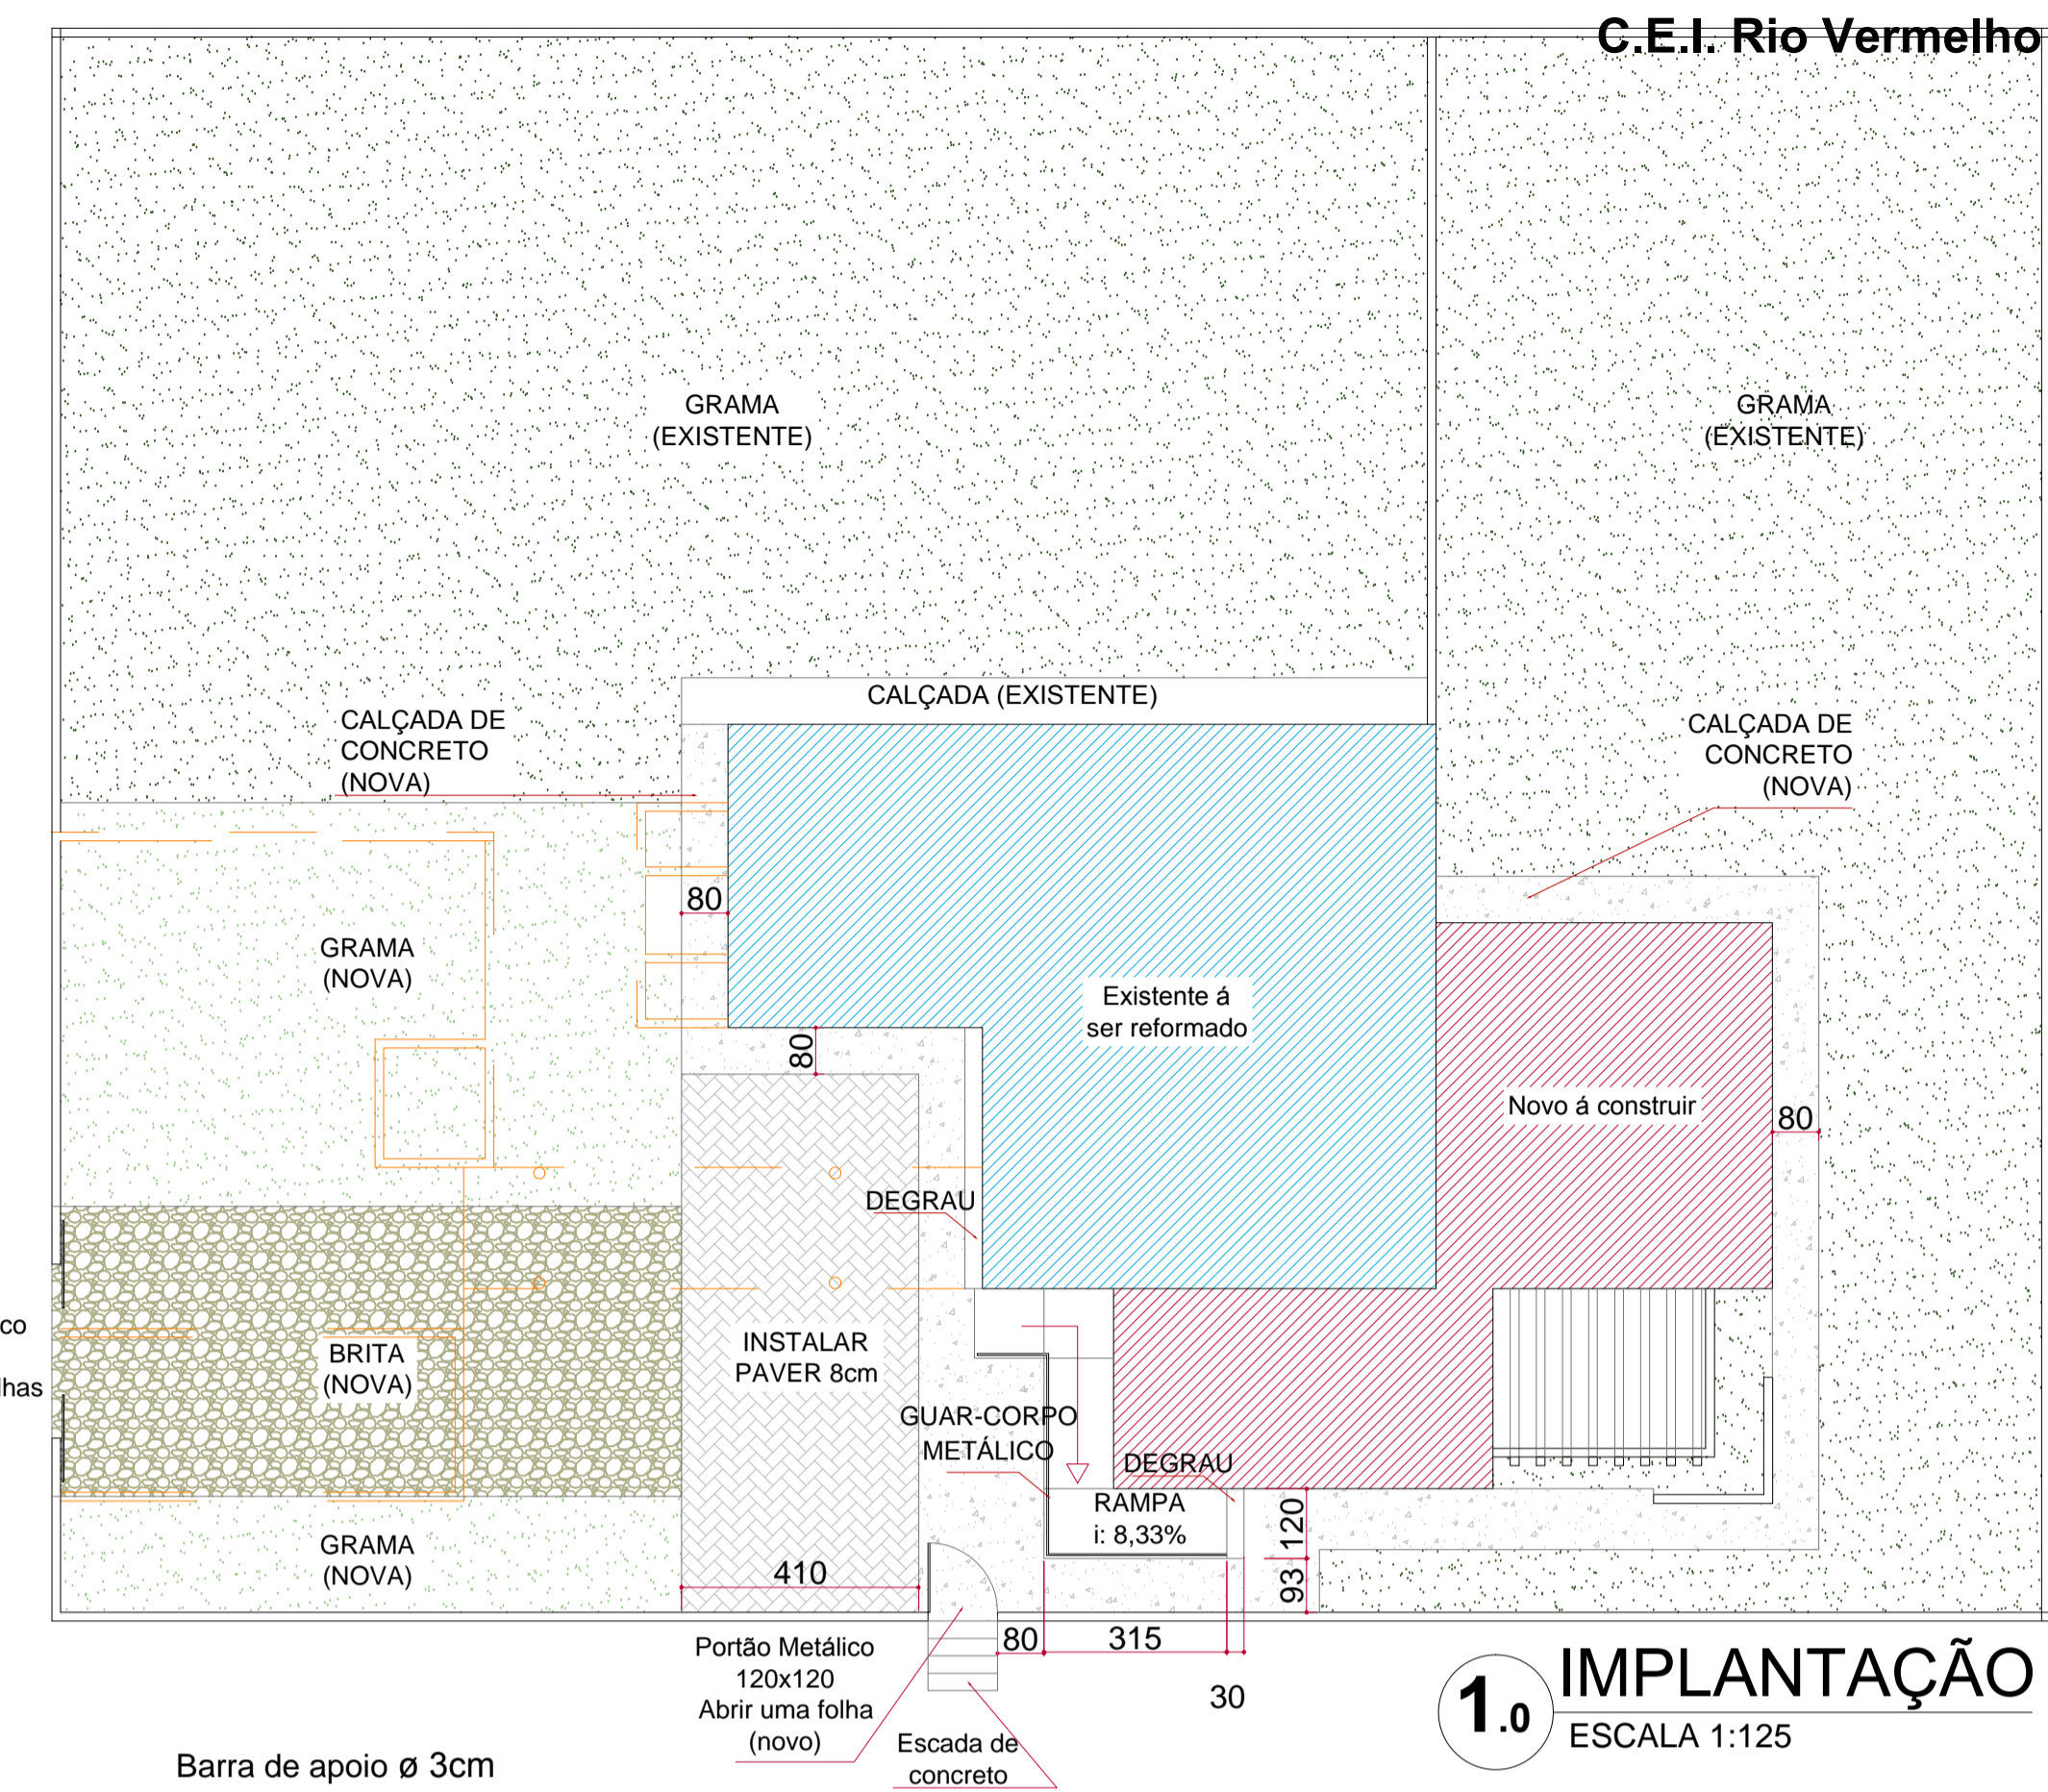 C.E.I. Rio Vermelho
GRAMA
(EXISTENTE)
GRAMA
(EXISTENTE)
CALÇADA (EXISTENTE)
CALÇADA DE
CONCRETO
(NOVA)
CALÇADA DE
CONCRETO
(NOVA)
80
GRAMA
(NOVA)
Existente á
ser reformado
80
Novo á construir
80
DEGRAU
co
lhas
BRITA
(NOVA)
INSTALAR
PAVER 8cm
GUAR-CORPO
METÁLICO
DEGRAU
RAMPA
i: 8,33%
120
93
GRAMA
(NOVA)
410
80
315
30
Portão Metálico
120x120
Abrir uma folha
(novo)
Escada de
concreto
1.0
IMPLANTAÇÃO
ESCALA 1:125
Barra de apoio ø 3cm